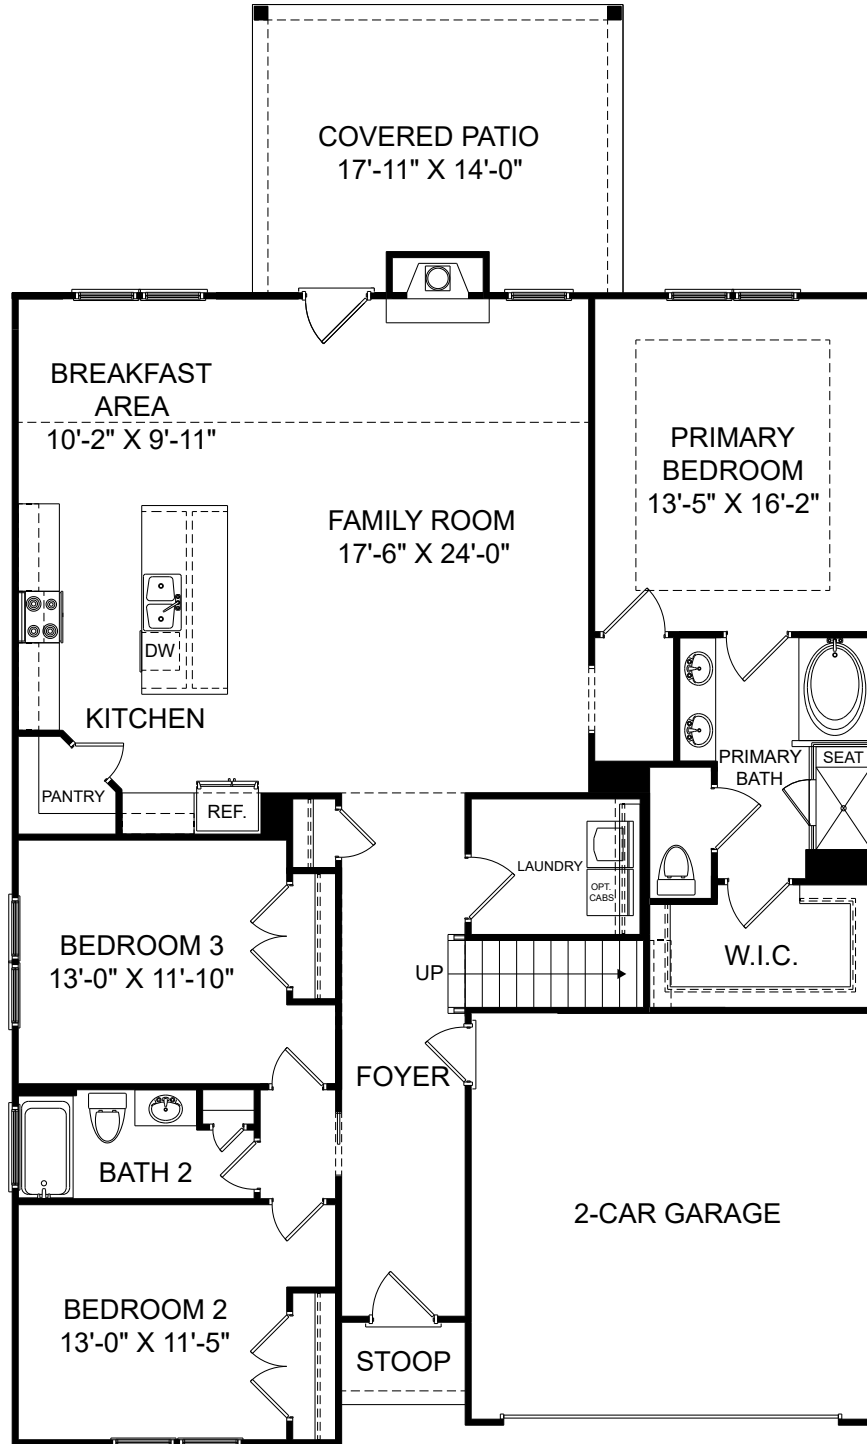 COVERED PATIO
17'-11" X 14'-0"
BREAKFAST
AREA
10'-2" X 9'-11"
PRIMARY
BEDROOM
13'-5" X 16'-2"
FAMILY ROOM
17'-6" X 24'-0"
DW
KITCHEN
PANTRY
REF.
PRIMARY
BATH
SEAT
LAUNDRY
OPT.
CABS
BEDROOM 3
13'-0" X 11'-10"
UP
W.I.C.
FOYER
BATH 2
2-CAR GARAGE
BEDROOM 2
13'-0" X 11'-5"
STOOP